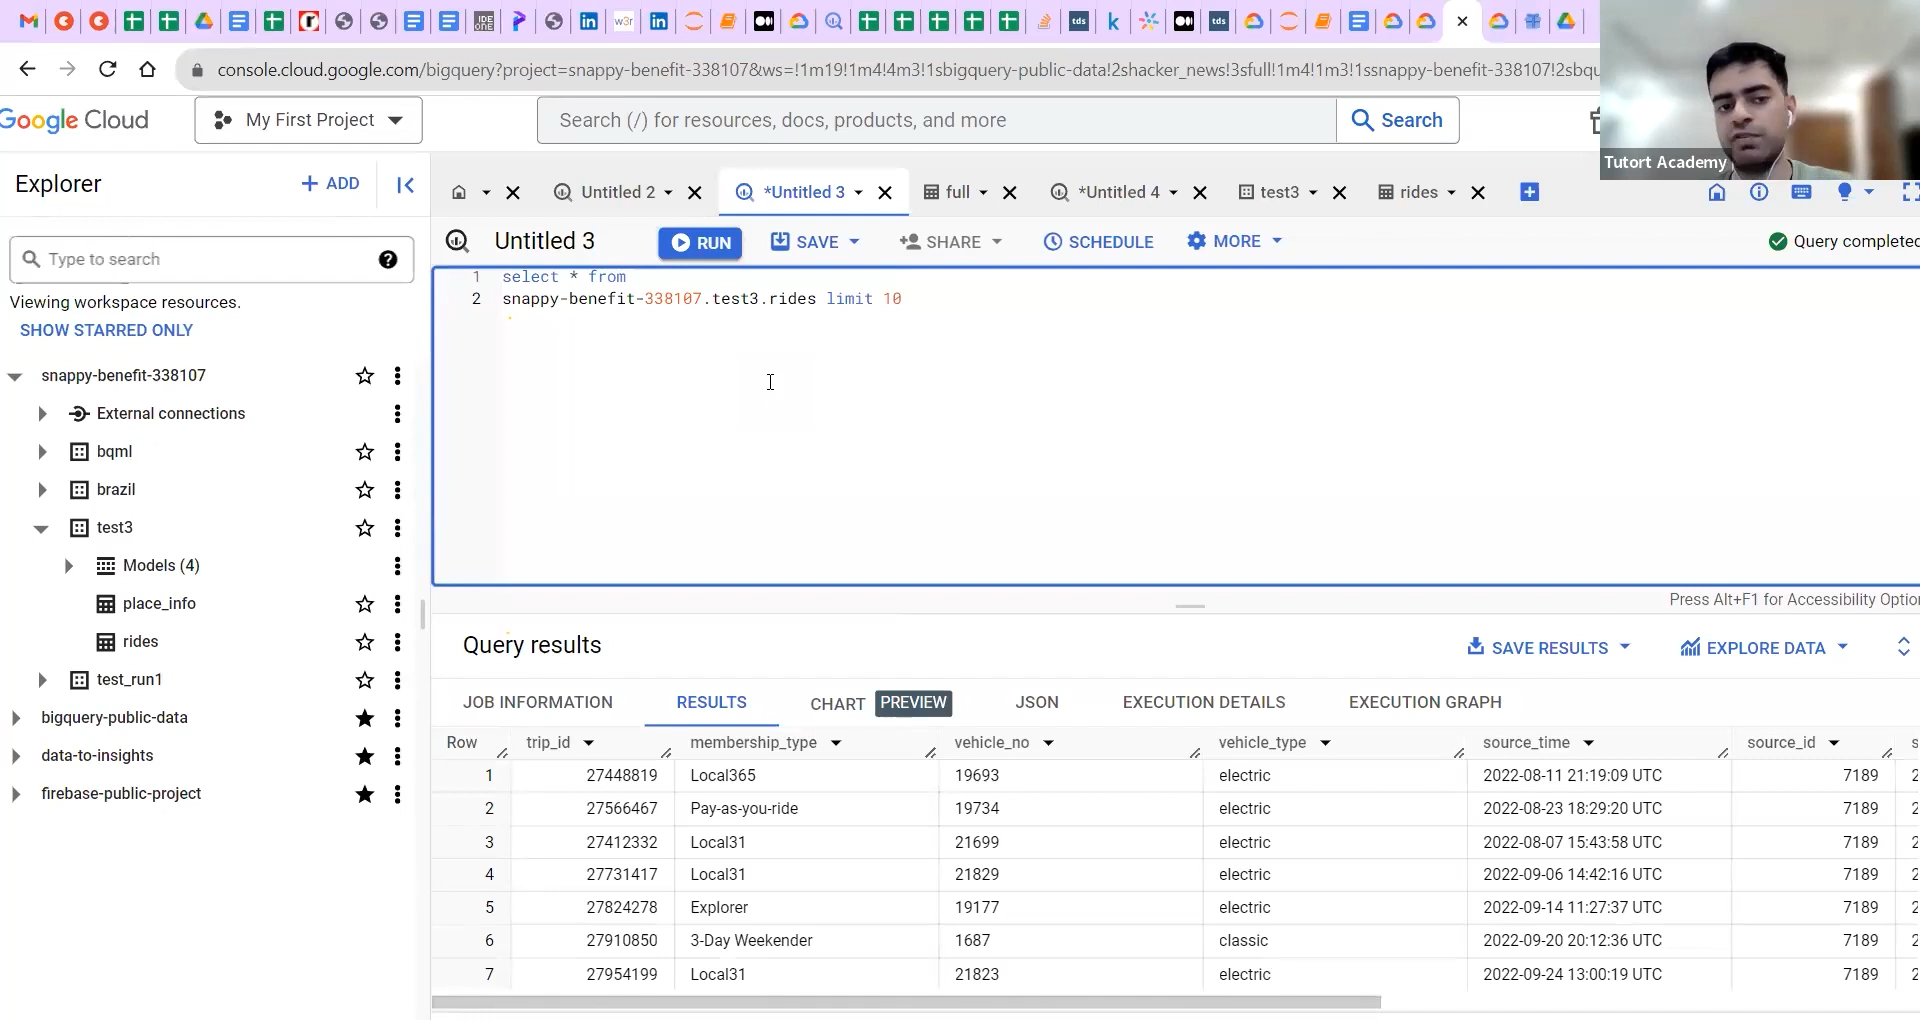 console.cloud.google.com/bigquery?project=snappy-benefit-338107&ws=!1m19!1m4!4m3!1sbigquery-public-data!2shacker_news!3sfull!1m4!1m3!1ssnappy-benefit-338107!2sbqu
Google Cloud
My First Project
Search (/) for resources, docs, products, and more
Search
Tutort Academy
Explorer
+ ADD
Untitled 2
*Untitled 3
full
*Untitled 4
test3
rides
Untitled 3
RUN
SAVE
SHARE
SCHEDULE
MORE
Query completed
Type to search
Viewing workspace resources.
SHOW STARRED ONLY
snappy-benefit-338107
External connections
bqml
brazil
test3
Models (4)
place_info
rides
test_run1
bigquery-public-data
data-to-insights
firebase-public-project
1 select * from
2 snappy-benefit-338107.test3.rides limit 10
Press Alt+F1 for Accessibility Option
Query results
SAVE RESULTS
EXPLORE DATA
JOB INFORMATION RESULTS CHART PREVIEW JSON EXECUTION DETAILS EXECUTION GRAPH
Row trip_id membership_type vehicle_no vehicle_type source_time source_id s
1 27448819 Local365 19693 electric 2022-08-11 21:19:09 UTC 7189 2
2 27566467 Pay-as-you-ride 19734 electric 2022-08-23 18:29:20 UTC 7189 2
3 27412332 Local31 21699 electric 2022-08-07 15:43:58 UTC 7189 2
4 27731417 Local31 21829 electric 2022-09-06 14:42:16 UTC 7189 2
5 27824278 Explorer 19177 electric 2022-09-14 11:27:37 UTC 7189 2
6 27910850 3-Day Weekender 1687 classic 2022-09-20 20:12:36 UTC 7189 2
7 27954199 Local31 21823 electric 2022-09-24 13:00:19 UTC 7189 2